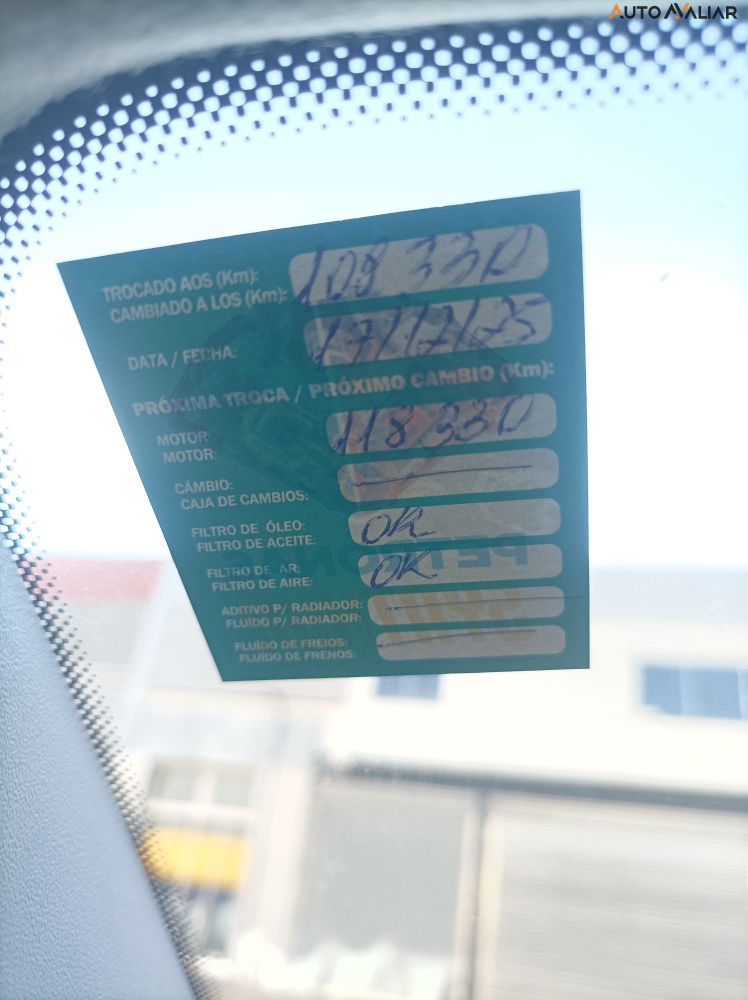 AUTO AVALIAR
TROCADO AOS (Km): 108 330
CAMBIADO A LOS (Km):
DATA / FECHA: 17/12/25
PRÓXIMA TROCA / PRÓXIMO CAMBIO (Km):
MOTOR: 118 330
MOTOR:
CÂMBIO:
CAJA DE CAMBIOS:
FILTRO DE ÓLEO: OK
FILTRO DE ACEITE:
FILTRO DE AR: OK
FILTRO DE AIRE:
ADITIVO P/ RADIADOR:
FLUÍDO P/ RADIADOR:
FLUÍDO DE FREIOS:
FLUÍDO DE FRENOS: